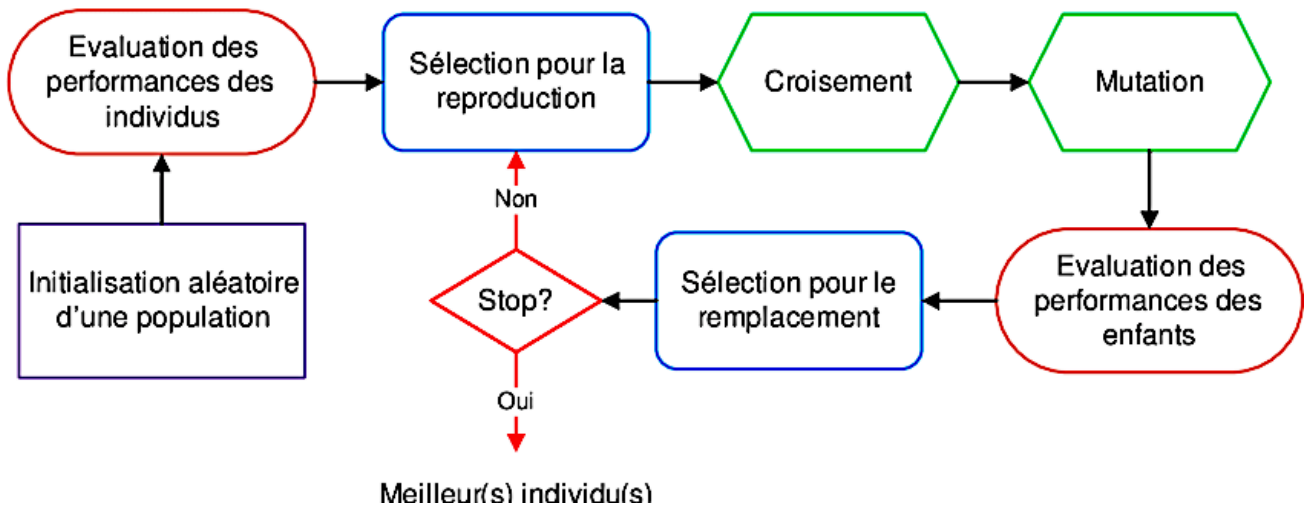 Evaluation des
performances des
individus
Sélection pour la
reproduction
Croisement
Mutation
Non
Initialisation aléatoire
d'une population
Stop?
Sélection pour le
remplacement
Evaluation des
performances des
enfants
Oui
Meilleur(s) individu(s)